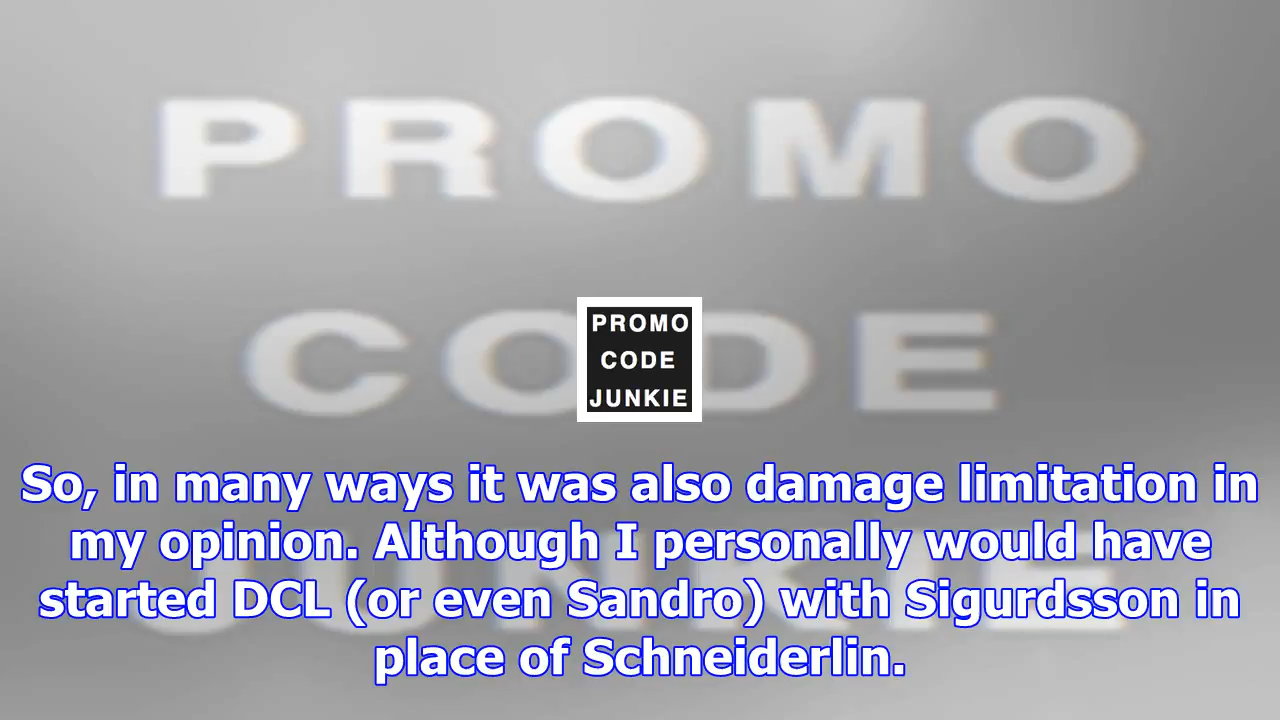 PROMO
CODE
JUNKIE
PROMO
CODE
JUNKIE
So, in many ways it was also damage limitation in
my opinion. Although I personally would have
started DCL (or even Sandro) with Sigurdsson in
place of Schneiderlin.